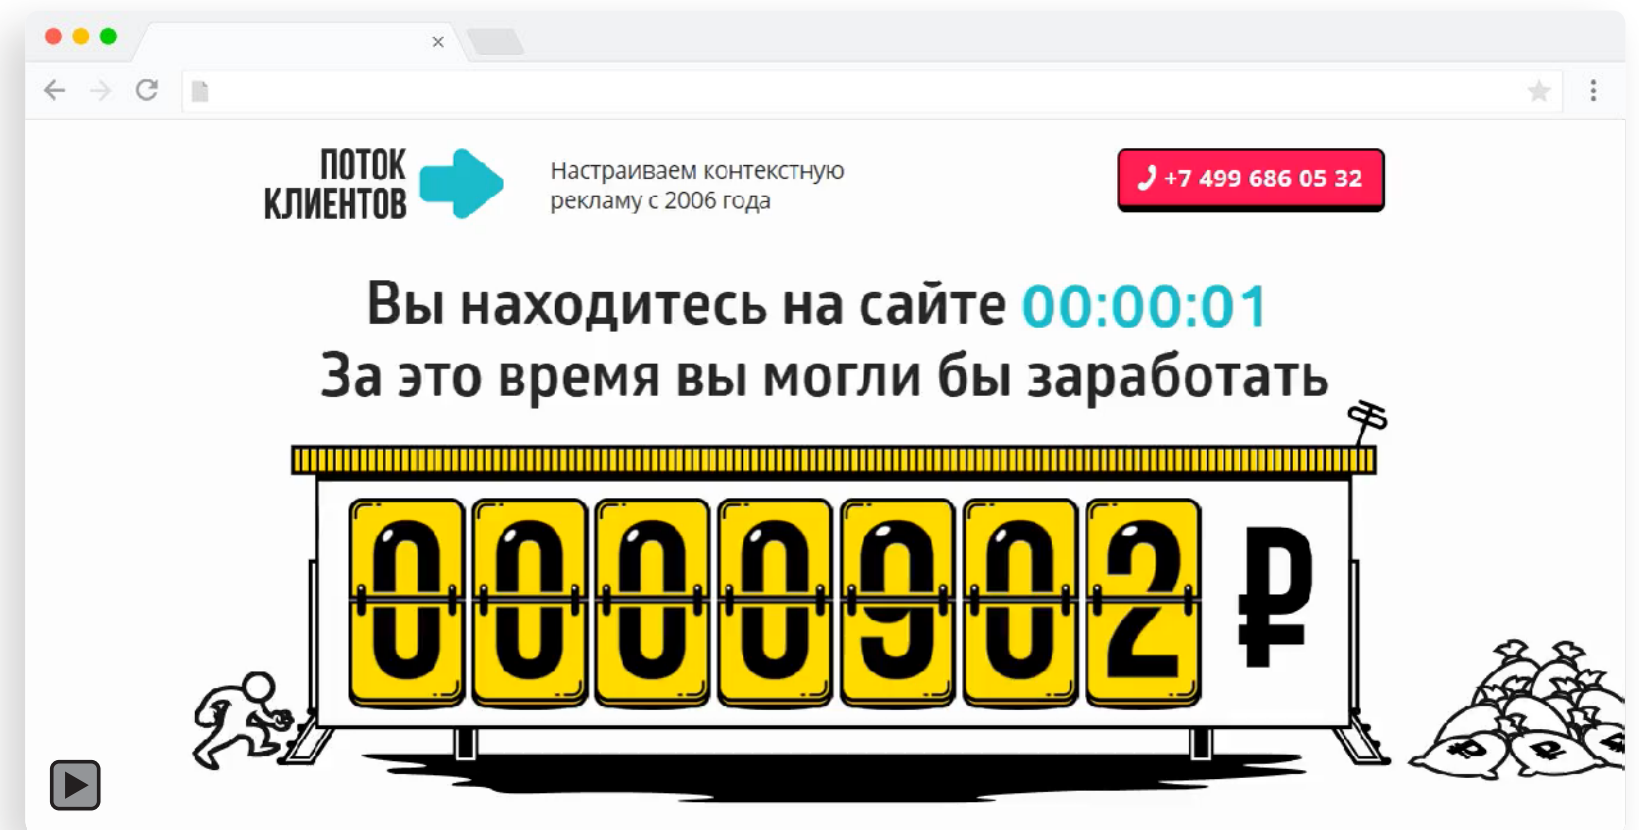 ПОТОК
КЛИЕНТОВ
Настраиваем контекстную
рекламу с 2006 года
+7 499 686 05 32
Вы находитесь на сайте 00:00:01
За это время вы могли бы заработать
0000902 ₽
₽ ₽